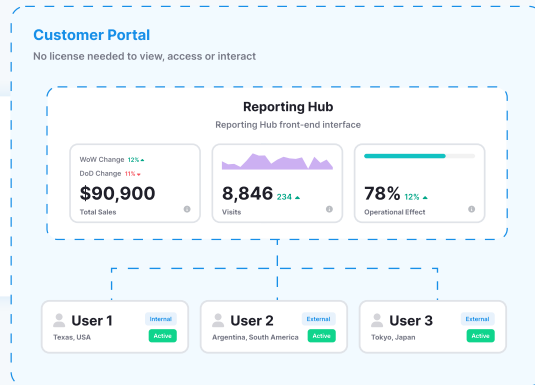 Customer Portal
No license needed to view, access or interact
Reporting Hub
Reporting Hub front-end interface
WoW Change 12%
DoD Change 11%
$90,900
Total Sales
8,846 234
Visits
78% 12%
Operational Effect
User 1 Internal
Texas, USA Active
User 2 External
Argentina, South America Active
User 3 External
Tokyo, Japan Active